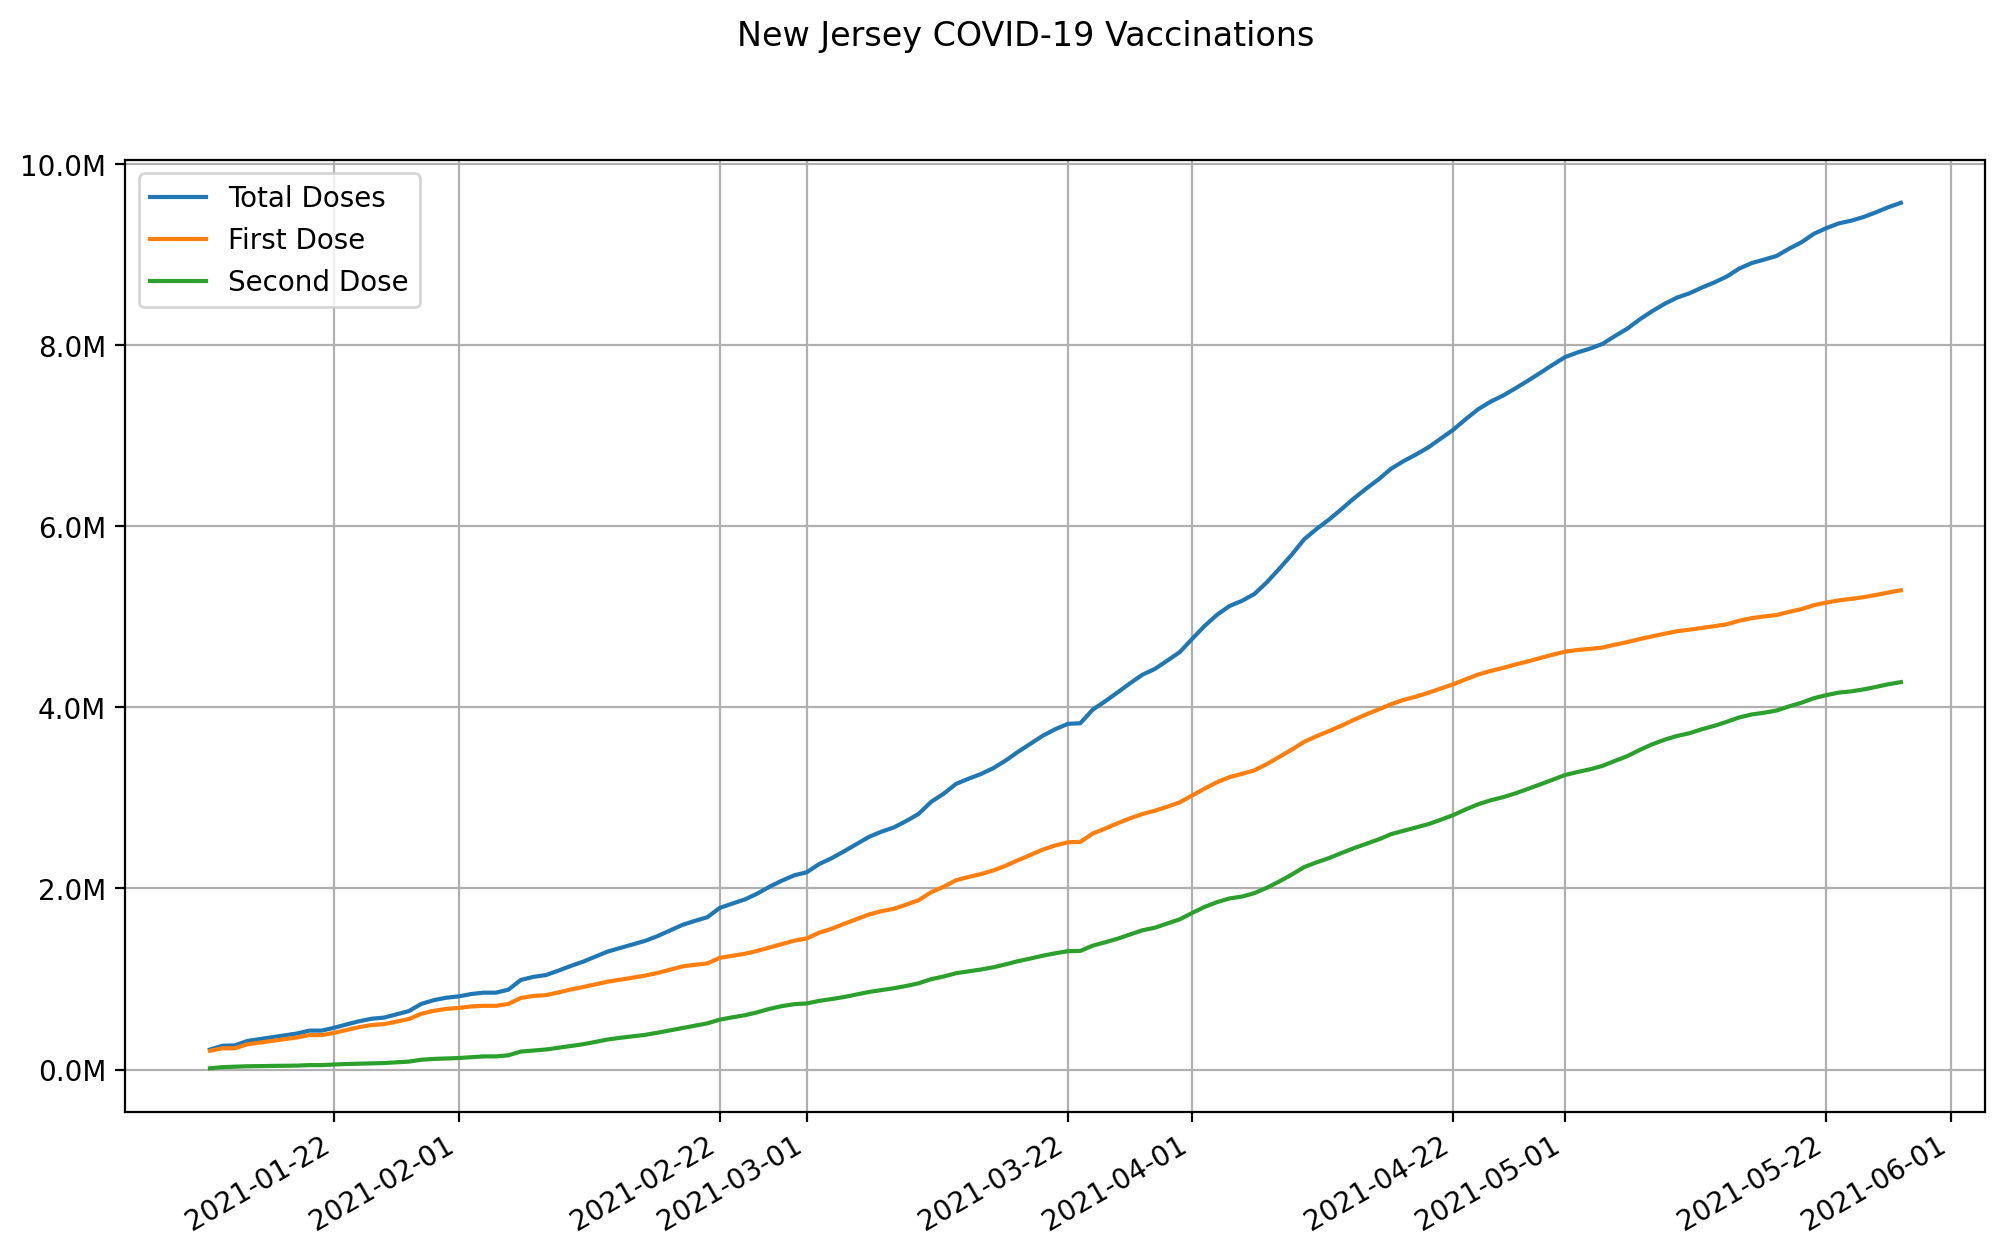 New Jersey COVID-19 Vaccinations
10.0M
8.0M
6.0M
4.0M
2.0M
0.0M
Total Doses
First Dose
Second Dose
2021-01-22
2021-02-01
2021-02-22
2021-03-01
2021-03-22
2021-04-01
2021-04-22
2021-05-01
2021-05-22
2021-06-01